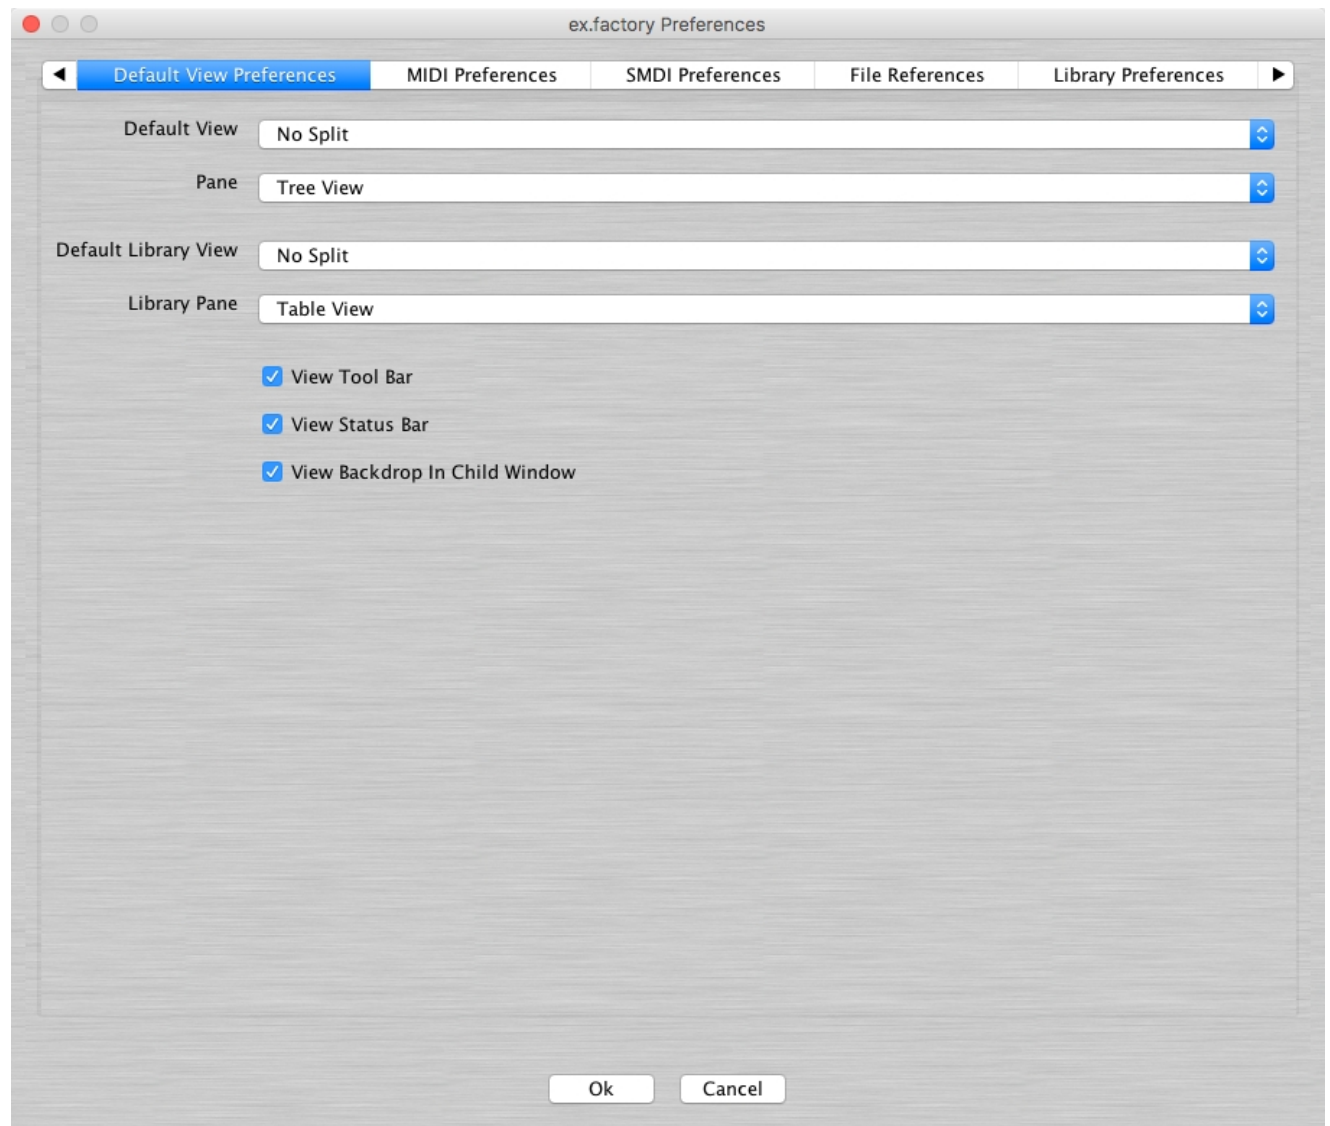 ex.factory Preferences
Default View Preferences MIDI Preferences SMDI Preferences File References Library Preferences
Default View No Split
Pane Tree View
Default Library View No Split
Library Pane Table View
View Tool Bar
View Status Bar
View Backdrop In Child Window
Ok Cancel